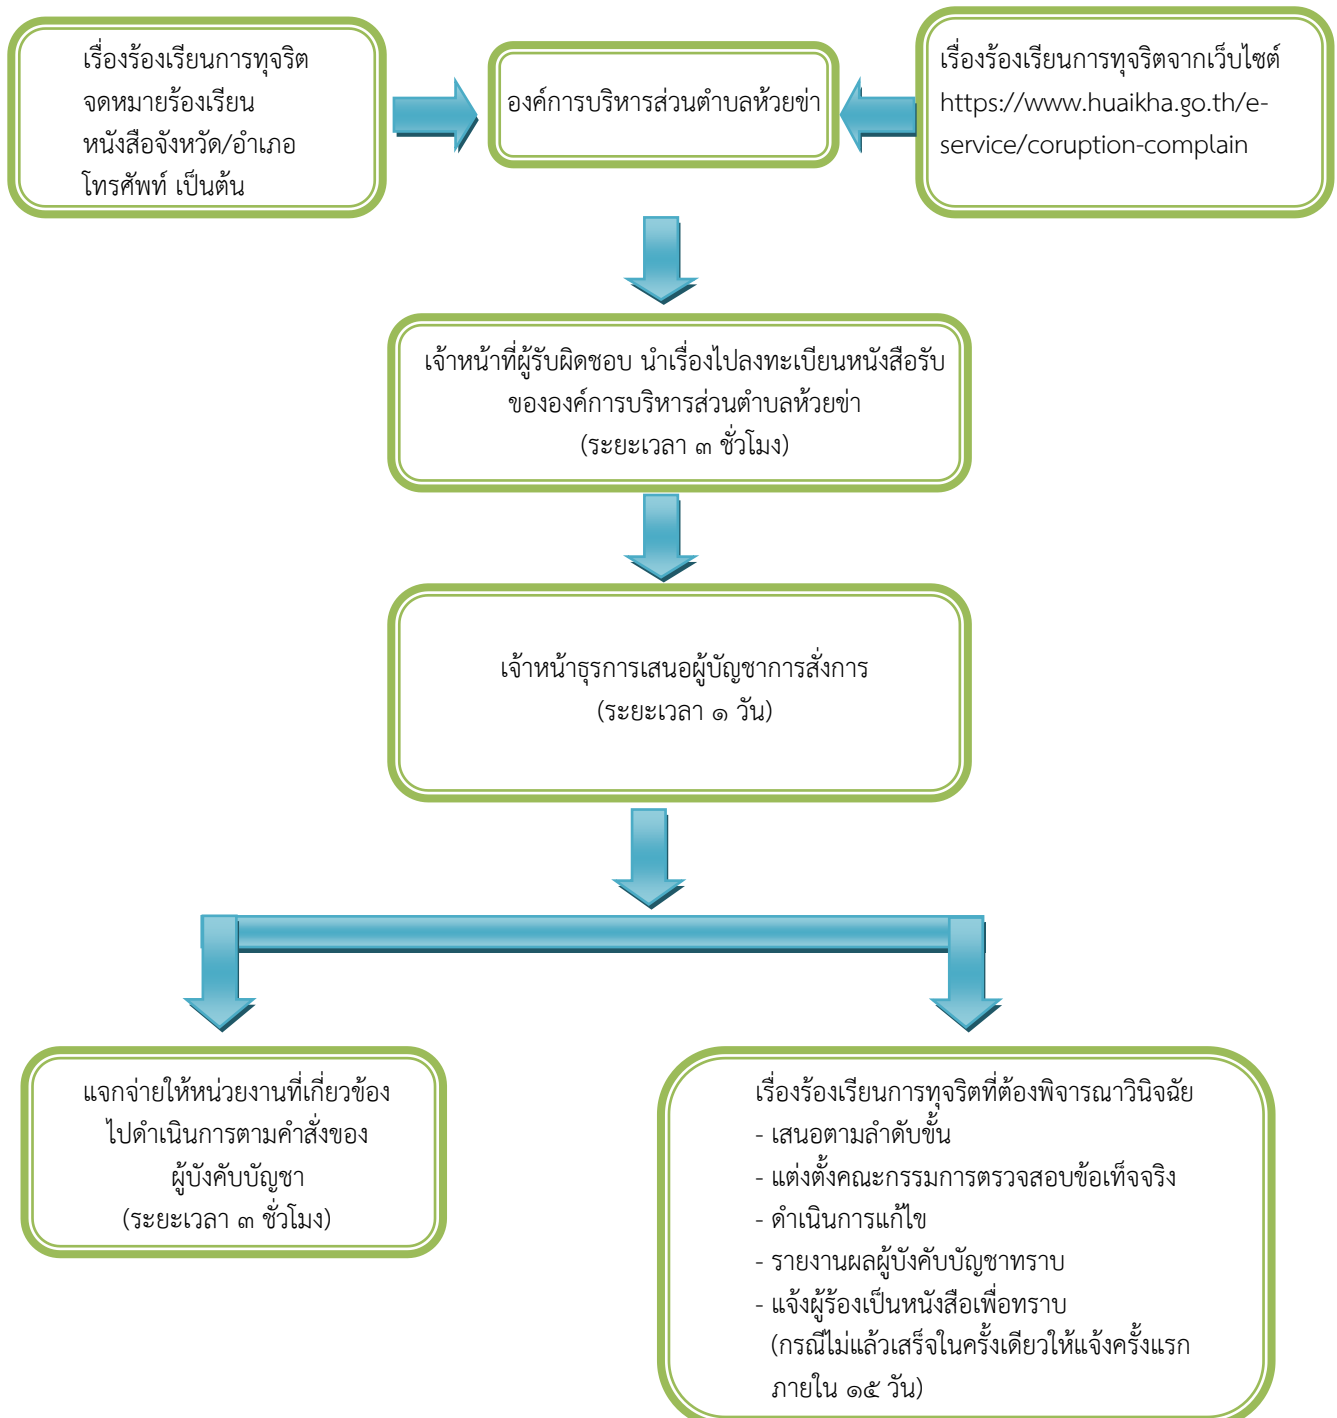 เรื่องร้องเรียนการทุจริต
จดหมายร้องเรียน
หนังสือจังหวัด/อำเภอ
โทรศัพท์ เป็นต้น
องค์การบริหารส่วนตำบลห้วยข่า
เรื่องร้องเรียนการทุจริตจากเว็บไซต์
https://www.huaikha.go.th/e-
service/coruption-complain
เจ้าหน้าที่ผู้รับผิดชอบ นำเรื่องไปลงทะเบียนหนังสือรับ
ขององค์การบริหารส่วนตำบลห้วยข่า
(ระยะเวลา ๓ ชั่วโมง)
เจ้าหน้าธุรการเสนอผู้บัญชาการสั่งการ
(ระยะเวลา ๑ วัน)
แจกจ่ายให้หน่วยงานที่เกี่ยวข้อง
ไปดำเนินการตามคำสั่งของ
ผู้บังคับบัญชา
(ระยะเวลา ๓ ชั่วโมง)
เรื่องร้องเรียนการทุจริตที่ต้องพิจารณาวินิจฉัย
- เสนอตามลำดับขั้น
- แต่งตั้งคณะกรรมการตรวจสอบข้อเท็จจริง
- ดำเนินการแก้ไข
- รายงานผลผู้บังคับบัญชาทราบ
- แจ้งผู้ร้องเป็นหนังสือเพื่อทราบ
(กรณีไม่แล้วเสร็จในครั้งเดียวให้แจ้งครั้งแรก
ภายใน ๑๕ วัน)